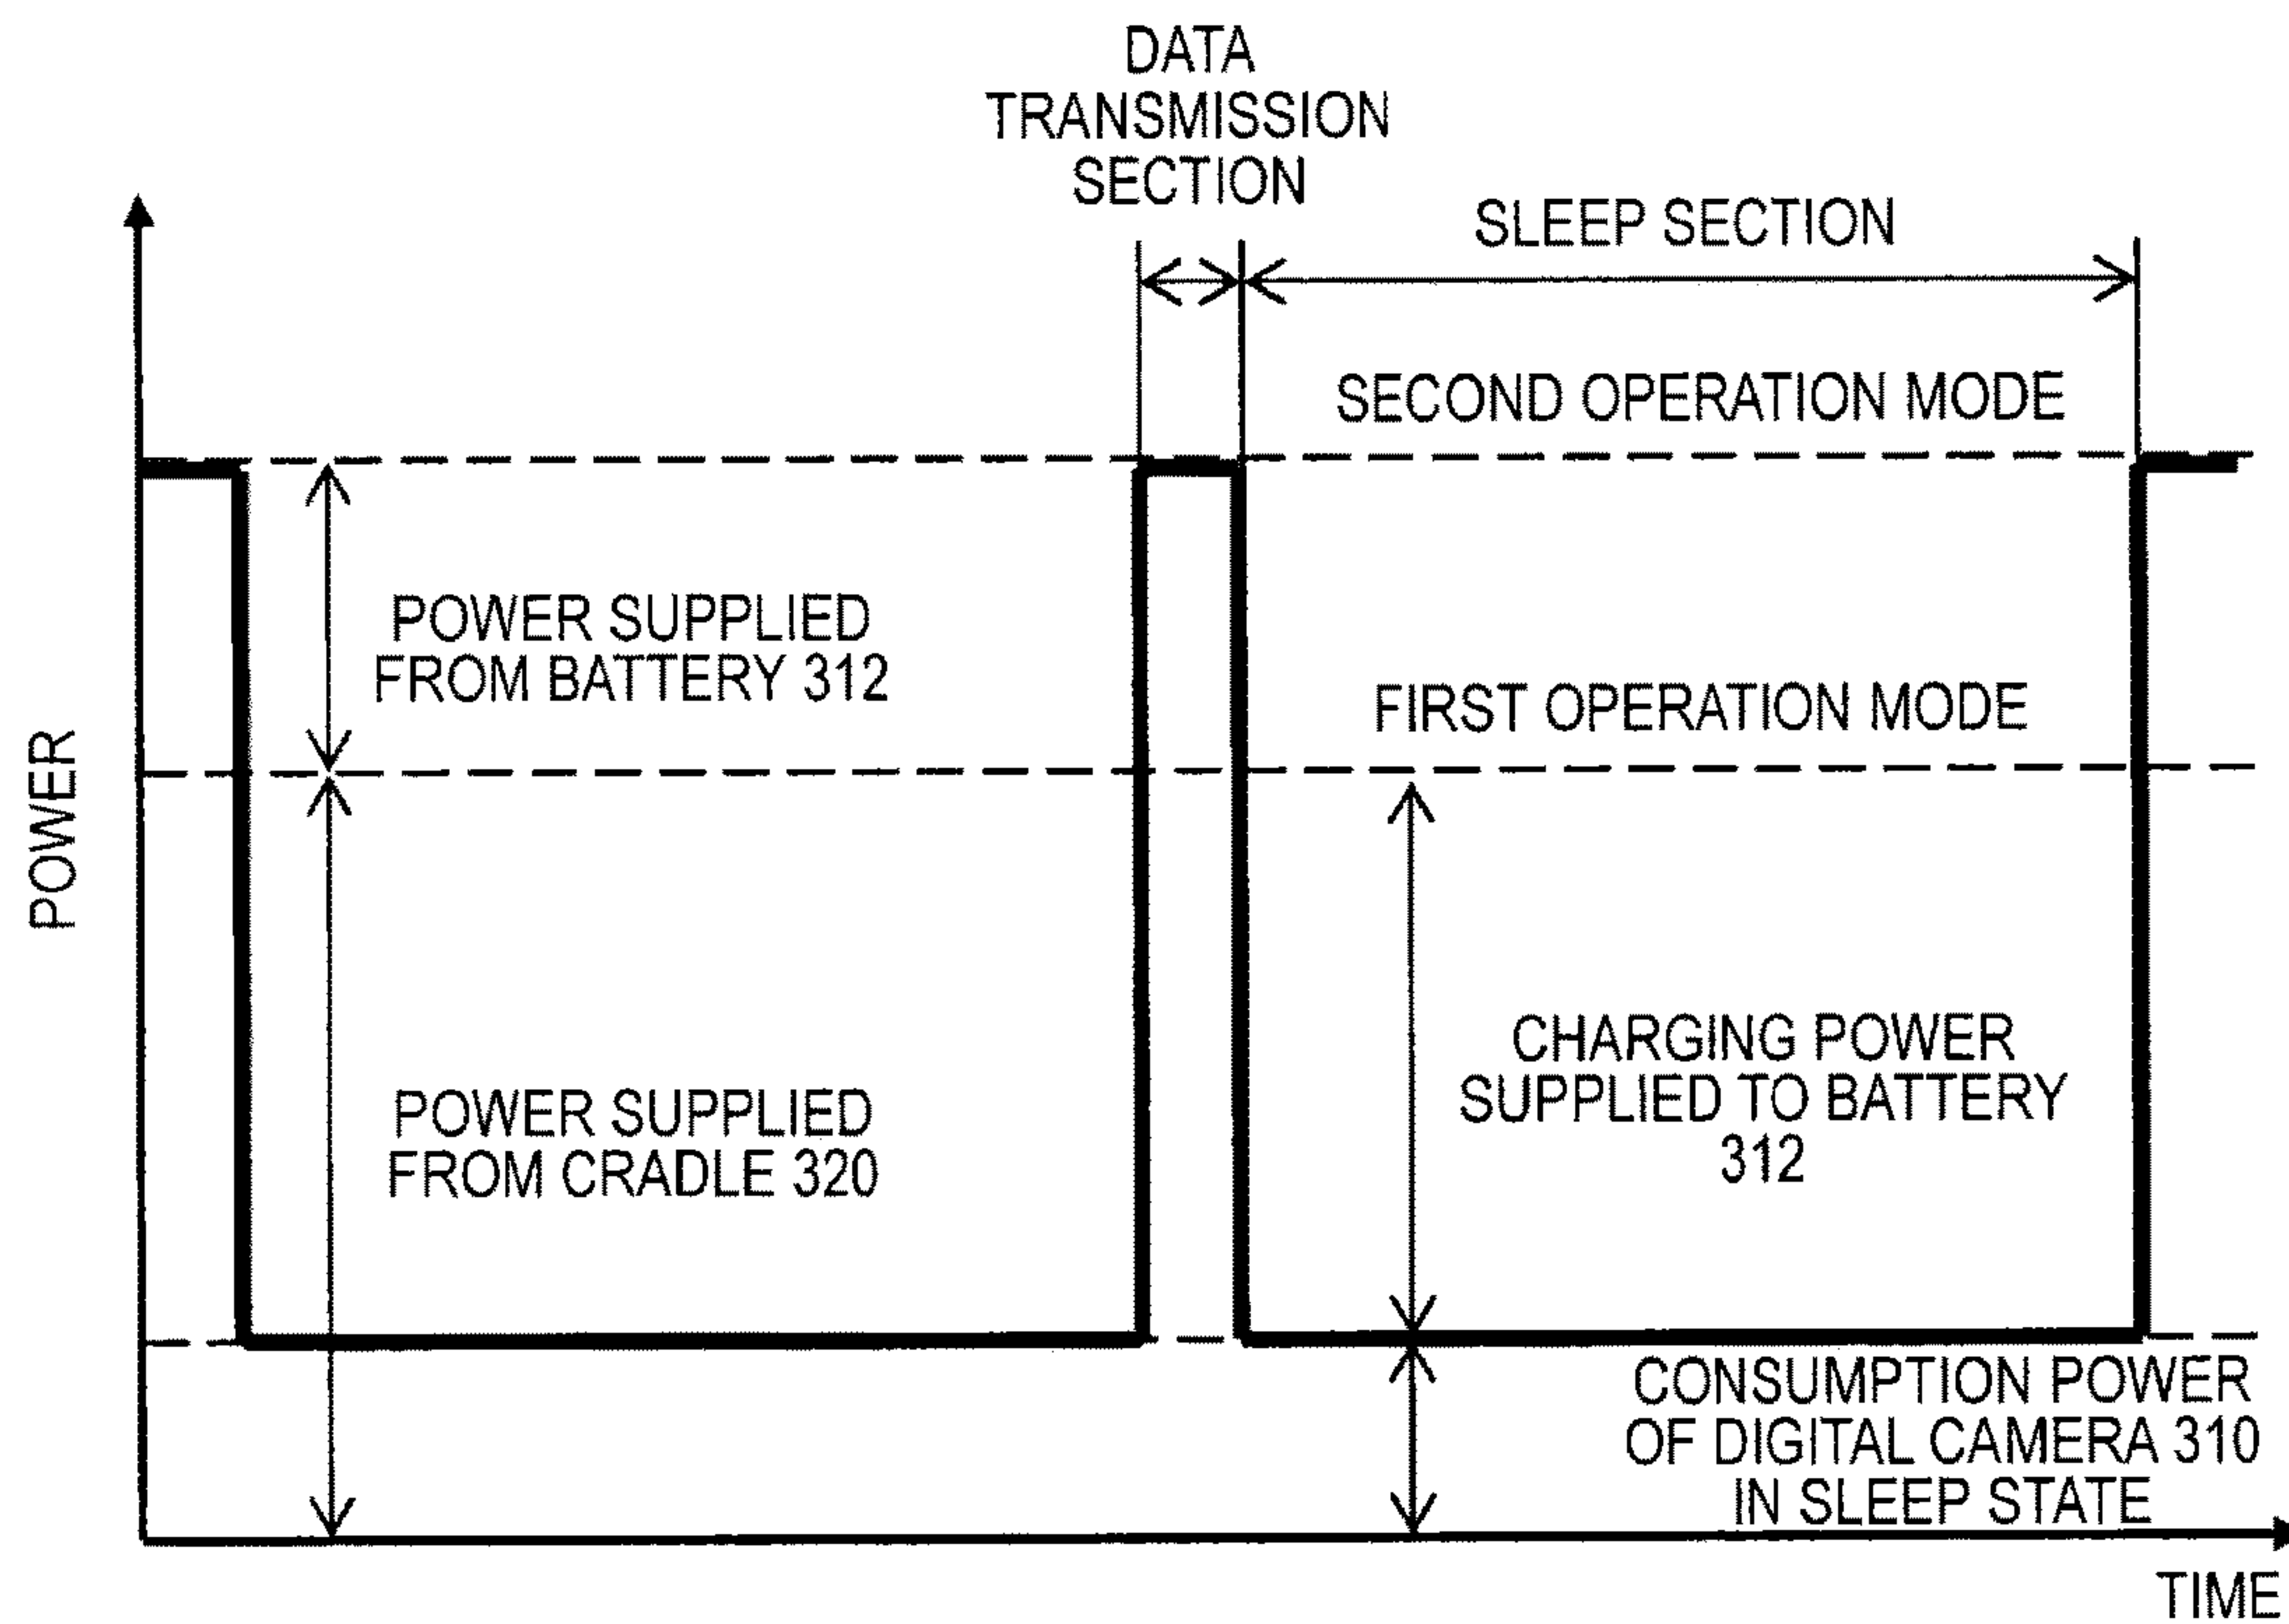 DATA
TRANSMISSION
SECTION
SLEEP SECTION
SECOND OPERATION MODE
POWER SUPPLIED
FROM BATTERY 312
FIRST OPERATION MODE
POWER
CHARGING POWER
SUPPLIED TO BATTERY
312
POWER SUPPLIED
FROM CRADLE 320
CONSUMPTION POWER
OF DIGITAL CAMERA 310
IN SLEEP STATE
TIME